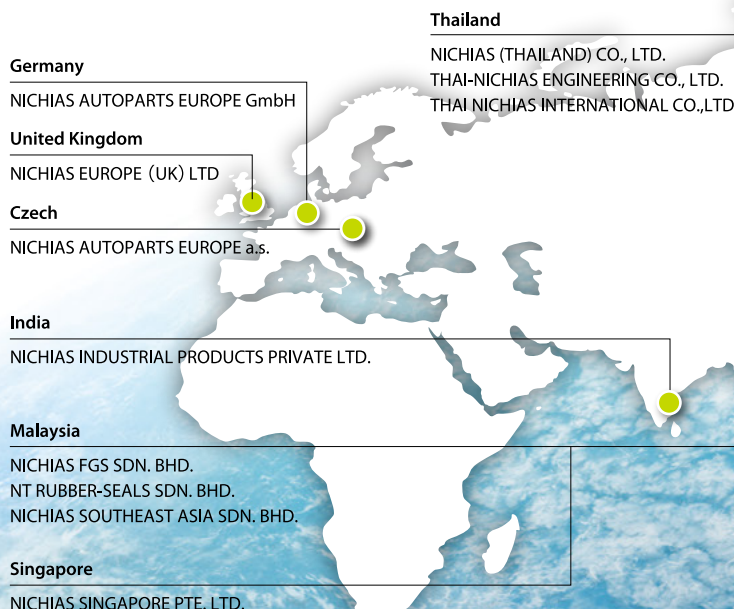 Thailand
NICHIAS (THAILAND) CO., LTD.
THAI-NICHIAS ENGINEERING CO., LTD.
THAI NICHIAS INTERNATIONAL CO.,LTD
Germany
NICHIAS AUTOPARTS EUROPE GmbH
United Kingdom
NICHIAS EUROPE（UK) LTD
Czech
NICHIAS AUTOPARTS EUROPE a.s.
India
NICHIAS INDUSTRIAL PRODUCTS PRIVATE LTD.
Malaysia
NICHIAS FGS SDN. BHD.
NT RUBBER-SEALS SDN. BHD.
NICHIAS SOUTHEAST ASIA SDN. BHD.
Singapore
NICHIAS SINGAPORE PTE. LTD.